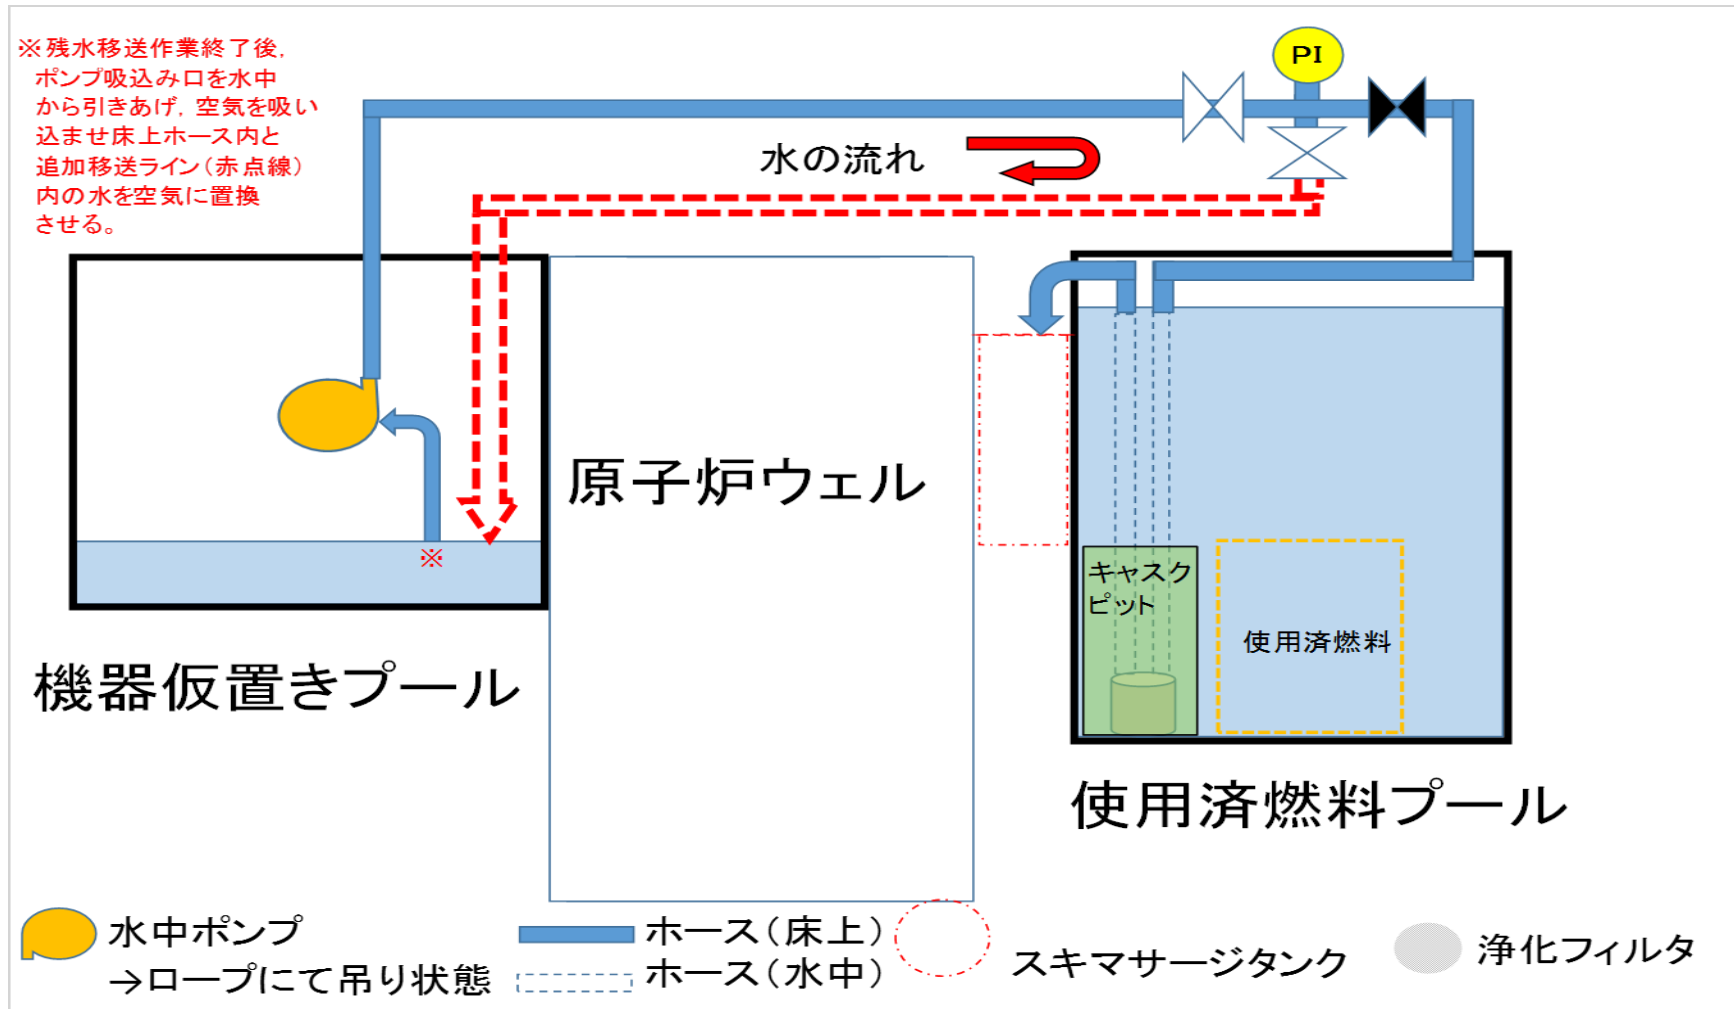 ※残水移送作業終了後,
ポンプ吸込み口を水中
から引きあげ, 空気を吸い
込ませ床上ホース内と
追加移送ライン（赤点線）
内の水を空気に置換
させる。
PI
水の流れ
※
原子炉ウェル
キャスク
ピット
使用済燃料
機器仮置きプール
使用済燃料プール
水中ポンプ
→ロープにて吊り状態
ホース（床上）
ホース（水中）
スキマサージタンク
浄化フィルタ